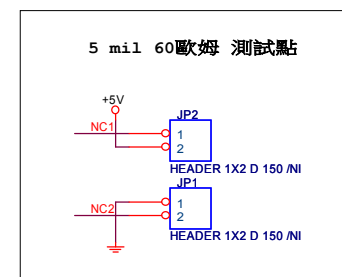 5 mil 60歐姆 測試點
+5V
JP2
NC1
1
2
HEADER 1X2 D 150 /NI
JP1
NC2
1
2
HEADER 1X2 D 150 /NI